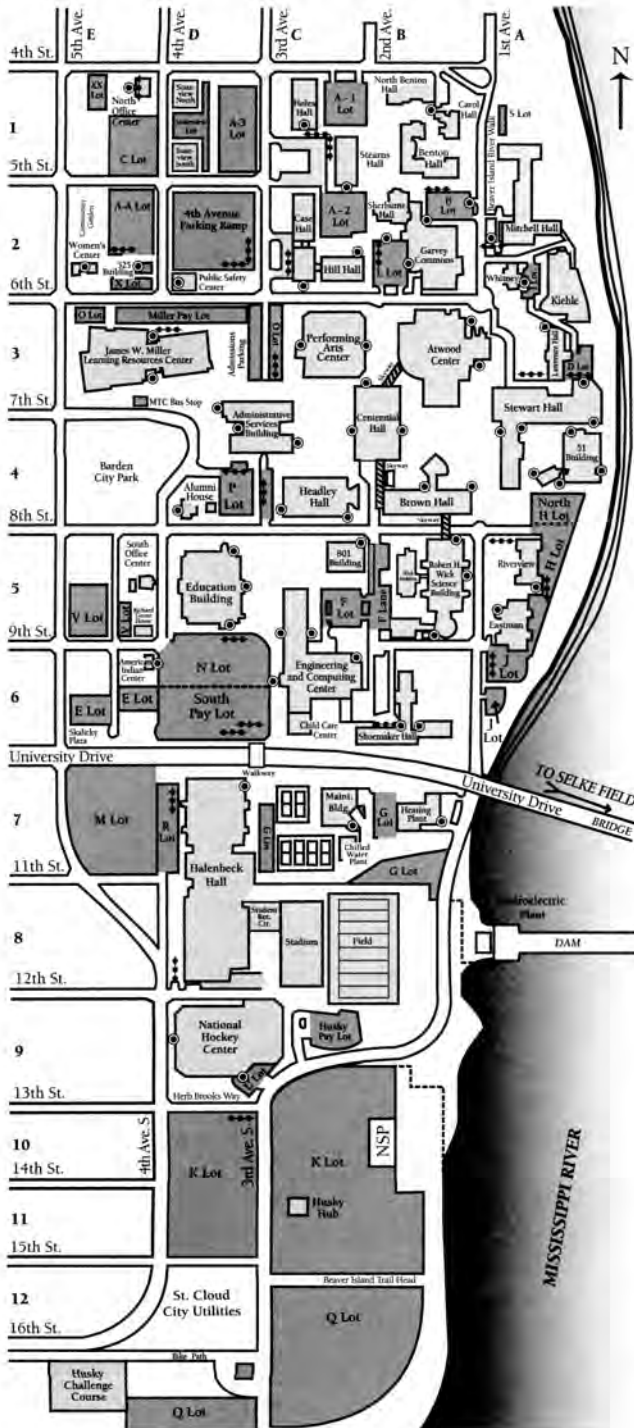 E
5th Ave.
D
4th Ave.
C
3rd Ave.
B
2nd Ave.
A
1st Ave.
4th St.
N
XX
Lot
North
Office
Center
C Lot
A-3
Lot
Holes
Hall
A - 1
Lot
North Benton
Hall
Carol
Hall
S Lot
Beaver Island River Walk
1
5th St.
Stearns
Hall
Benton
Hall
2
6th St.
Community
Garden
A-A Lot
Women's
Center
525
Building
X Lot
4th Avenue
Parking Ramp
Public Safety
Center
Case
Hall
A - 2
Lot
Sherburne
Hall
Hill Hall
L Lot
Garvey
Commons
Mitchell Hall
Whitney
Kiehle
3
7th St.
O Lot
Miller Pay Lot
James W. Miller
Learning Resources Center
Admissions
Parking
O Lot
Performing
Arts
Center
Atwood
Center
Lawrence Hall
D Lot
Stewart Hall
MTC Bus Stop
Administrative
Services
Building
Centennial
Hall
51
Building
4
8th St.
Barden
City Park
Alumni
House
P
Lot
Headley
Hall
Skyway
Brown Hall
North
H Lot
Skyway
5
9th St.
South
Office
Center
V Lot
V Lot
Education
Building
801
Building
F
Lot
F Lane
Robert H.
Wick
Science
Building
Riverview
H Lot
Eastman
J
Lot
6
American
Indian
Center
E Lot
E Lot
Skalicky
Plaza
N Lot
South
Pay Lot
Engineering
and Computing
Center
Child Care
Center
Shoemaker Hall
J
Lot
University Drive
Walkway
University Drive
TO SELKE FIELD
BRIDGE
7
11th St.
M Lot
R
Lot
Halenbeck
Hall
G Lot
Maint.
Bldg.
Chilled
Water
Plant
G
Lot
Heating
Plant
G Lot
8
12th St.
Student
Rec.
Ctr.
Stadium
Field
Hydroelectric
Plant
DAM
9
13th St.
National
Hockey
Center
Husky
Pay Lot
Herb Brooks Way
10
14th St.
4th Ave. S
K Lot
3rd Ave. S
K Lot
NSP
Husky
Hub
MISSISSIPPI RIVER
11
15th St.
Beaver Island Trail Head
12
16th St.
St. Cloud
City Utilities
Q Lot
Bike Path
Husky
Challenge
Course
Q Lot